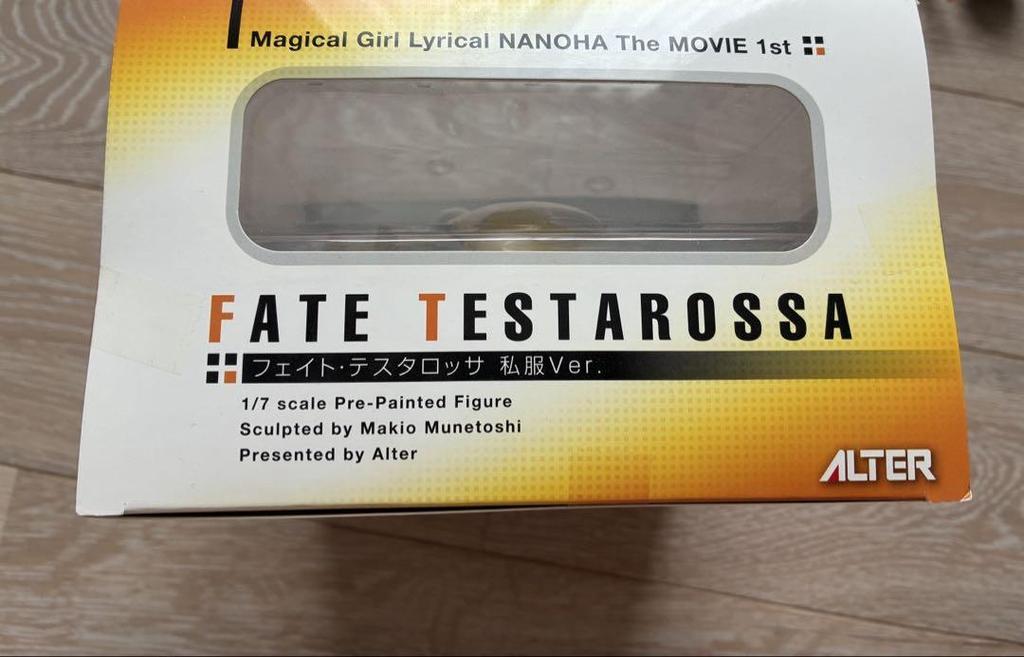 Magical Girl Lyrical NANOHA The MOVIE 1st
FATE TESTAROSSA
フェイト・テスタロッサ 私服Ver.
1/7 scale Pre-Painted Figure
Sculpted by Makio Munetoshi
Presented by Alter
ALTER